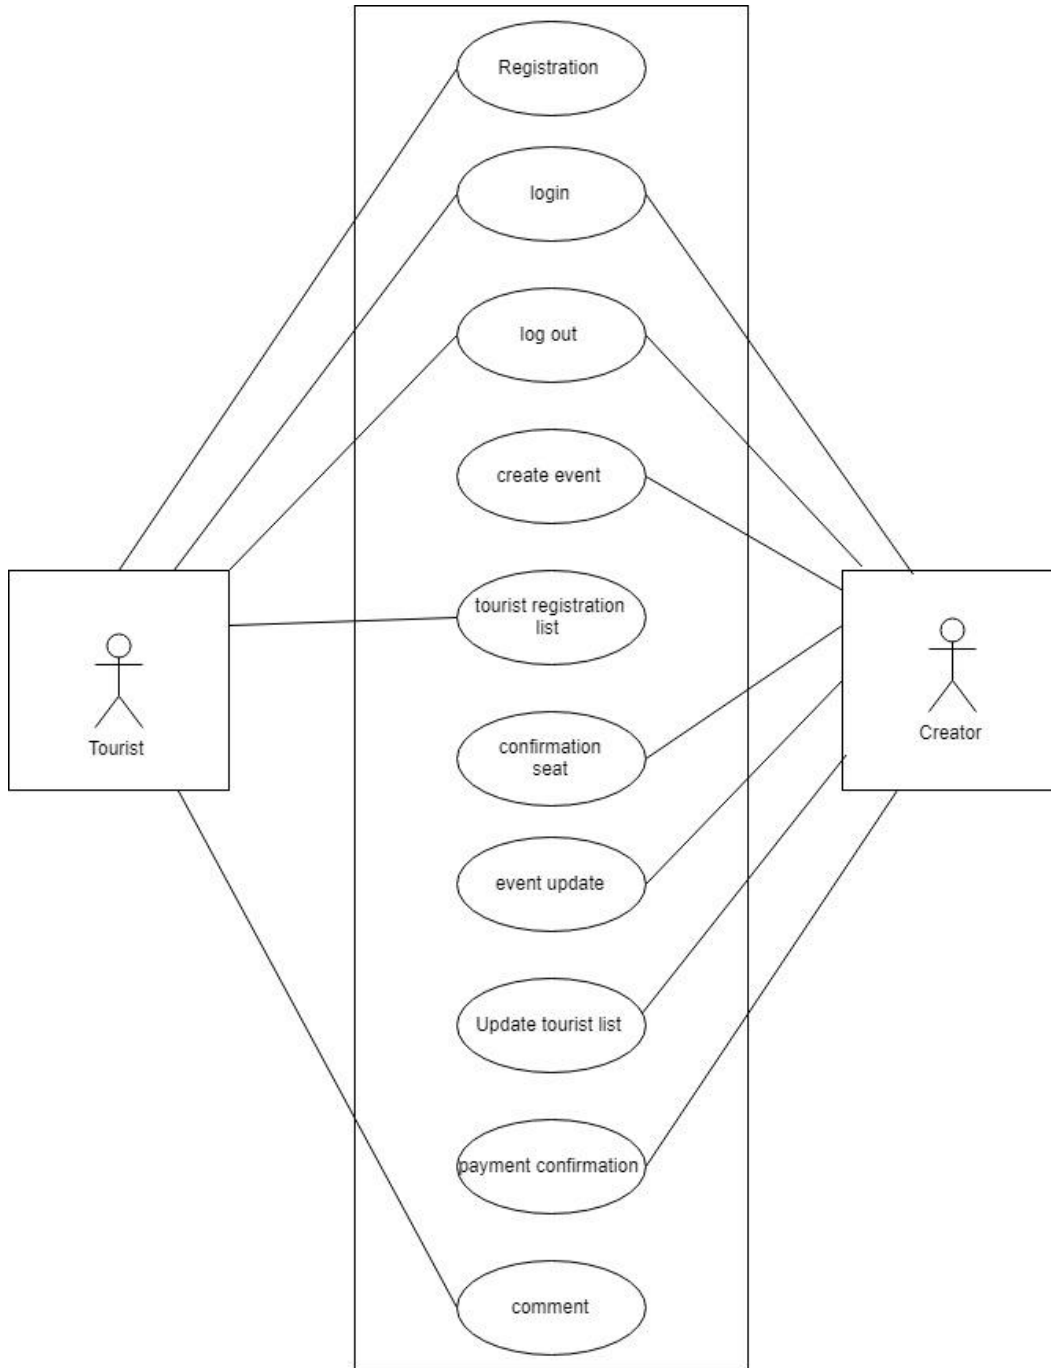 Registration
login
log out
create event
tourist registration
list
Tourist
Creator
confirmation
seat
event update
Update tourist list
payment confirmation
comment